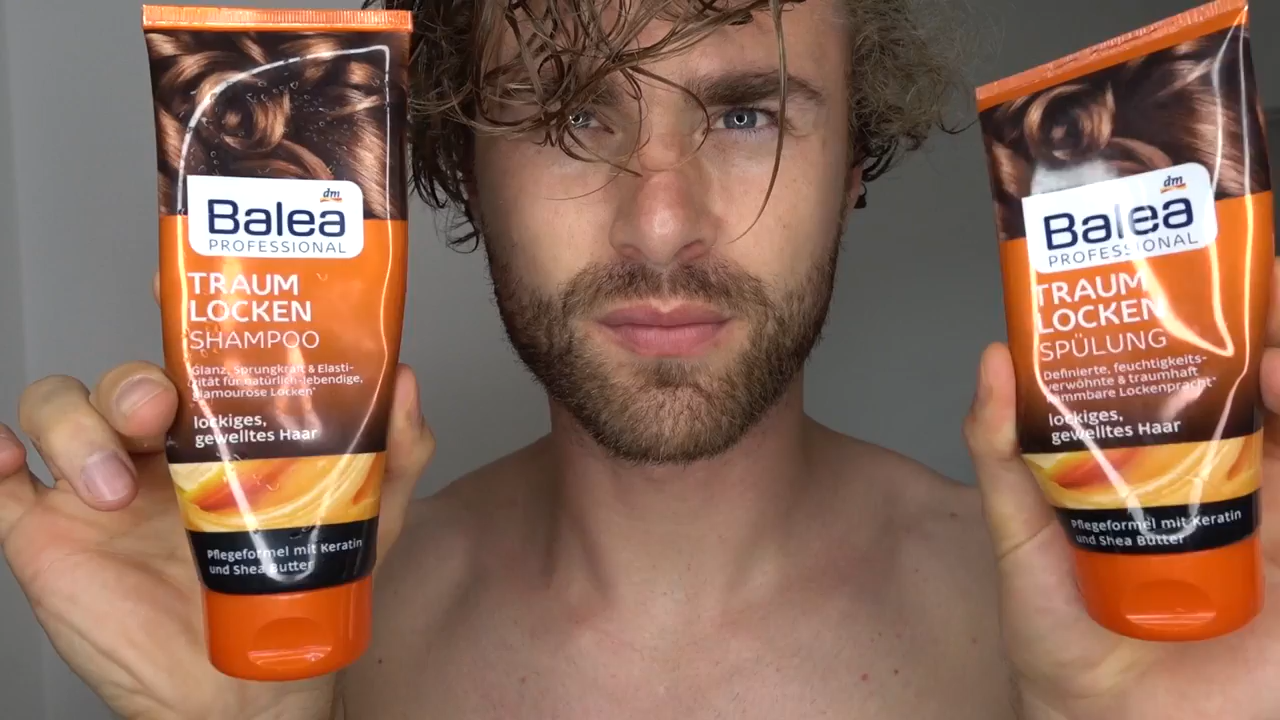 dm
Balea
PROFESSIONAL
TRAUM
LOCKEN
SHAMPOO
Glanz, Sprungkraft & Elasti-
zität für natürlich-lebendige,
glamouröse Locken*
lockiges,
gewelltes Haar
Pflegeformel mit Keratin
und Shea Butter
dm
Balea
PROFESSIONAL
TRAUM
LOCKEN
SPÜLUNG
Definierte, feuchtigkeits-
verwöhnte & traumhaft
kämmbare Lockenpracht*
lockiges,
gewelltes Haar
Pflegeformel mit Keratin
und Shea Butter